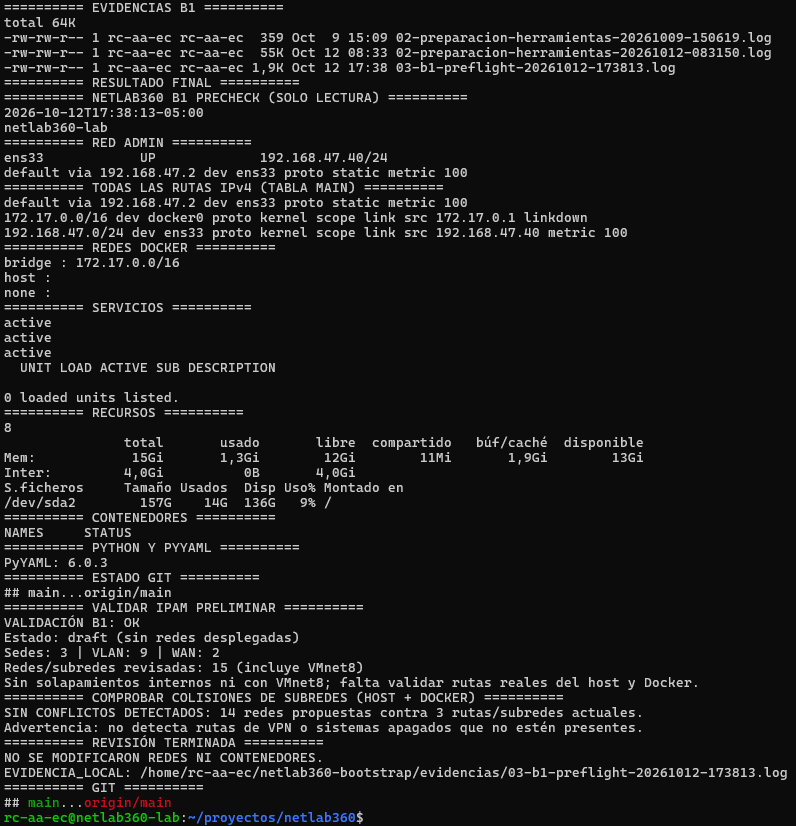 ========== EVIDENCIAS B1 ==========
total 64K
-rw-rw-r-- 1 rc-aa-ec rc-aa-ec  359 Oct  9 15:09 02-preparacion-herramientas-20261009-150619.log
-rw-rw-r-- 1 rc-aa-ec rc-aa-ec  55K Oct 12 08:33 02-preparacion-herramientas-20261012-083150.log
-rw-rw-r-- 1 rc-aa-ec rc-aa-ec 1,9K Oct 12 17:38 03-b1-preflight-20261012-173813.log
========== RESULTADO FINAL ==========
========== NETLAB360 B1 PRECHECK (SOLO LECTURA) ==========
2026-10-12T17:38:13-05:00
netlab360-lab
========== RED ADMIN ==========
ens33            UP             192.168.47.40/24
default via 192.168.47.2 dev ens33 proto static metric 100
========== TODAS LAS RUTAS IPv4 (TABLA MAIN) ==========
default via 192.168.47.2 dev ens33 proto static metric 100
172.17.0.0/16 dev docker0 proto kernel scope link src 172.17.0.1 linkdown
192.168.47.0/24 dev ens33 proto kernel scope link src 192.168.47.40 metric 100
========== REDES DOCKER ==========
bridge : 172.17.0.0/16
host :
none :
========== SERVICIOS ==========
active
active
active
  UNIT LOAD ACTIVE SUB DESCRIPTION
0 loaded units listed.
========== RECURSOS ==========
8
               total       usado       libre  compartido   búf/caché  disponible
Mem:            15Gi       1,3Gi        12Gi        11Mi       1,9Gi        13Gi
Inter:         4,0Gi          0B       4,0Gi
S.ficheros     Tamaño Usados  Disp Uso% Montado en
/dev/sda2        157G    14G  136G   9% /
========== CONTENEDORES ==========
NAMES     STATUS
========== PYTHON Y PYYAML ==========
PyYAML: 6.0.3
========== ESTADO GIT ==========
## main...origin/main
========== VALIDAR IPAM PRELIMINAR ==========
VALIDACIÓN B1: OK
Estado: draft (sin redes desplegadas)
Sedes: 3 | VLAN: 9 | WAN: 2
Redes/subredes revisadas: 15 (incluye VMnet8)
Sin solapamientos internos ni con VMnet8; falta validar rutas reales del host y Docker.
========== COMPROBAR COLISIONES DE SUBREDES (HOST + DOCKER) ==========
SIN CONFLICTOS DETECTADOS: 14 redes propuestas contra 3 rutas/subredes actuales.
Advertencia: no detecta rutas de VPN o sistemas apagados que no estén presentes.
========== REVISIÓN TERMINADA ==========
NO SE MODIFICARON REDES NI CONTENEDORES.
EVIDENCIA_LOCAL: /home/rc-aa-ec/netlab360-bootstrap/evidencias/03-b1-preflight-20261012-173813.log
========== GIT ==========
## main...origin/main
rc-aa-ec@netlab360-lab:~/proyectos/netlab360$